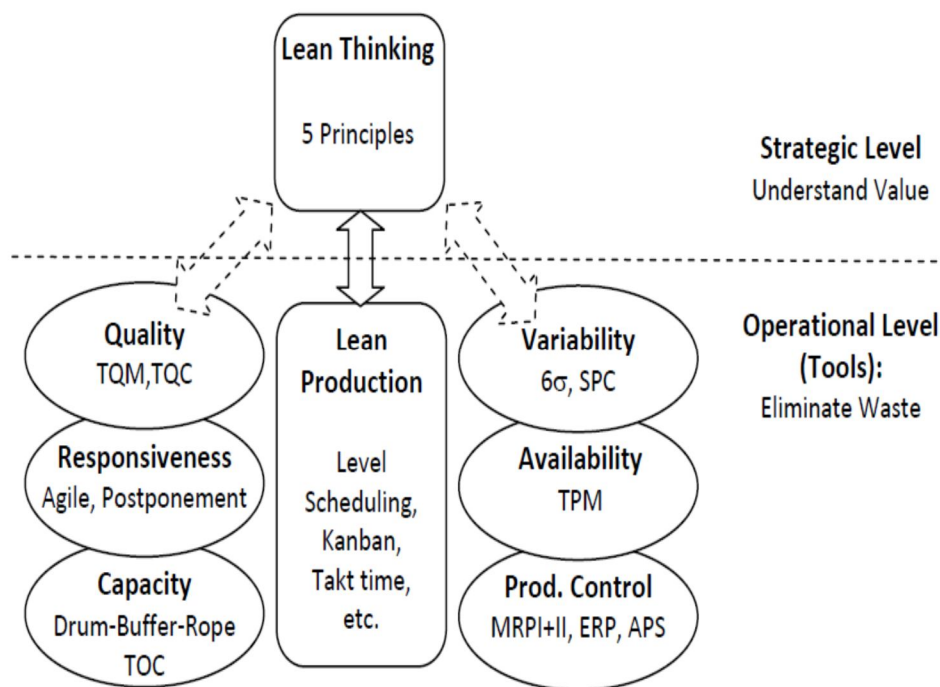 Lean Thinking
5 Principles
Strategic Level
Understand Value
Quality
TQM,TQC
Responsiveness
Agile, Postponement
Capacity
Drum-Buffer-Rope
TOC
Lean
Production
Level
Scheduling,
Kanban,
Takt time,
etc.
Variability
6σ, SPC
Availability
TPM
Prod. Control
MRPI+II, ERP, APS
Operational Level
(Tools):
Eliminate Waste